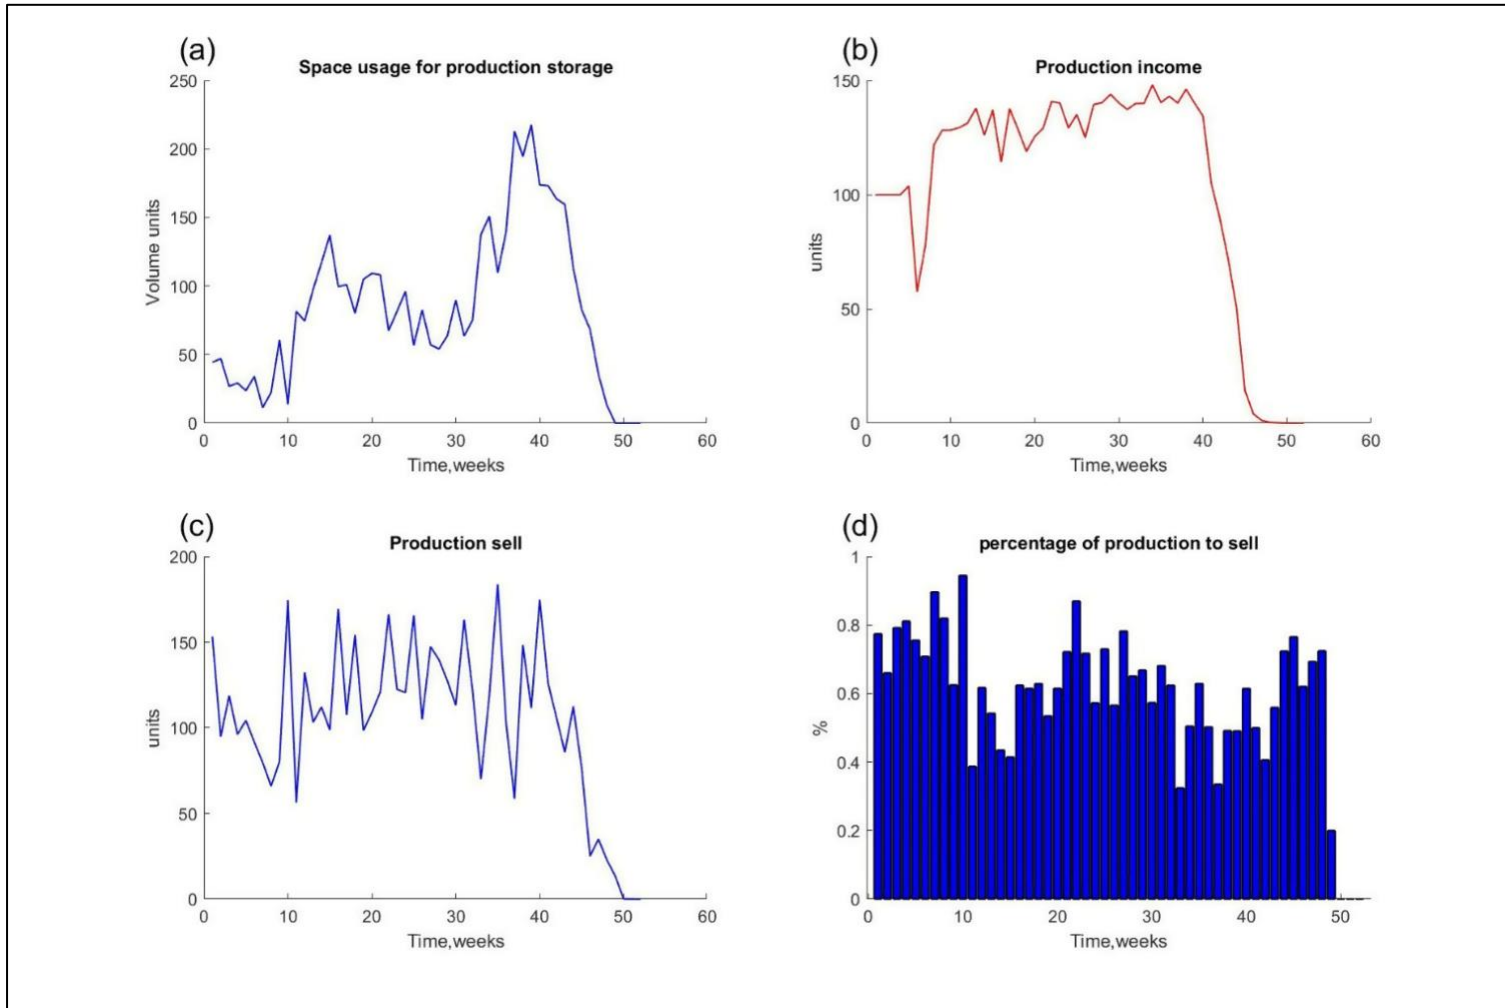 (a)
Space usage for production storage
250
200
150
100
50
0
Volume units
0 10 20 30 40 50 60
Time,weeks
(b)
Production income
150
100
50
0
units
0 10 20 30 40 50 60
Time,weeks
(c)
Production sell
200
150
100
50
0
units
0 10 20 30 40 50 60
Time,weeks
(d)
percentage of production to sell
1
0.8
0.6
0.4
0.2
0
%
0 10 20 30 40 50
Time,weeks